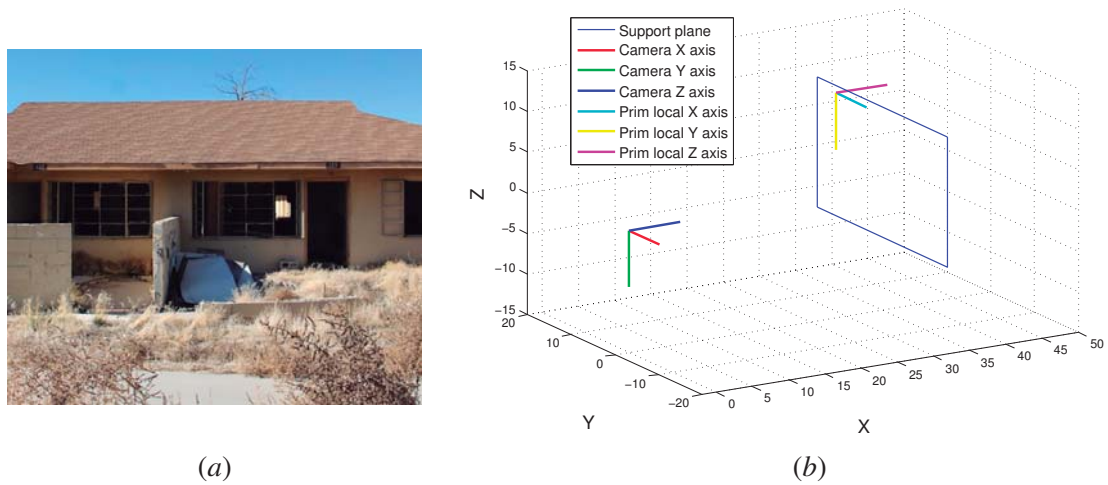 Support plane
Camera X axis
Camera Y axis
Camera Z axis
Prim local X axis
Prim local Y axis
Prim local Z axis
15
10
5
0
−5
−10
−15
Z
20
10
0
−10
−20
Y
0
5
10
15
20
25
30
35
40
45
50
X
(a)
(b)